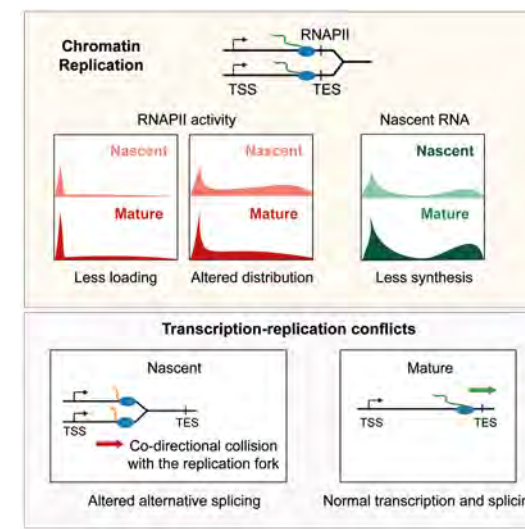 Chromatin
Replication
RNAPII
TSS
TES
RNAPII activity
Nascent RNA
Nascent
Nascent
Nascent
Mature
Mature
Mature
Less loading
Altered distribution
Less synthesis
Transcription-replication conflicts
Nascent
Mature
TSS
TES
TSS
TES
Co-directional collision
with the replication fork
Altered alternative splicing
Normal transcription and splicin